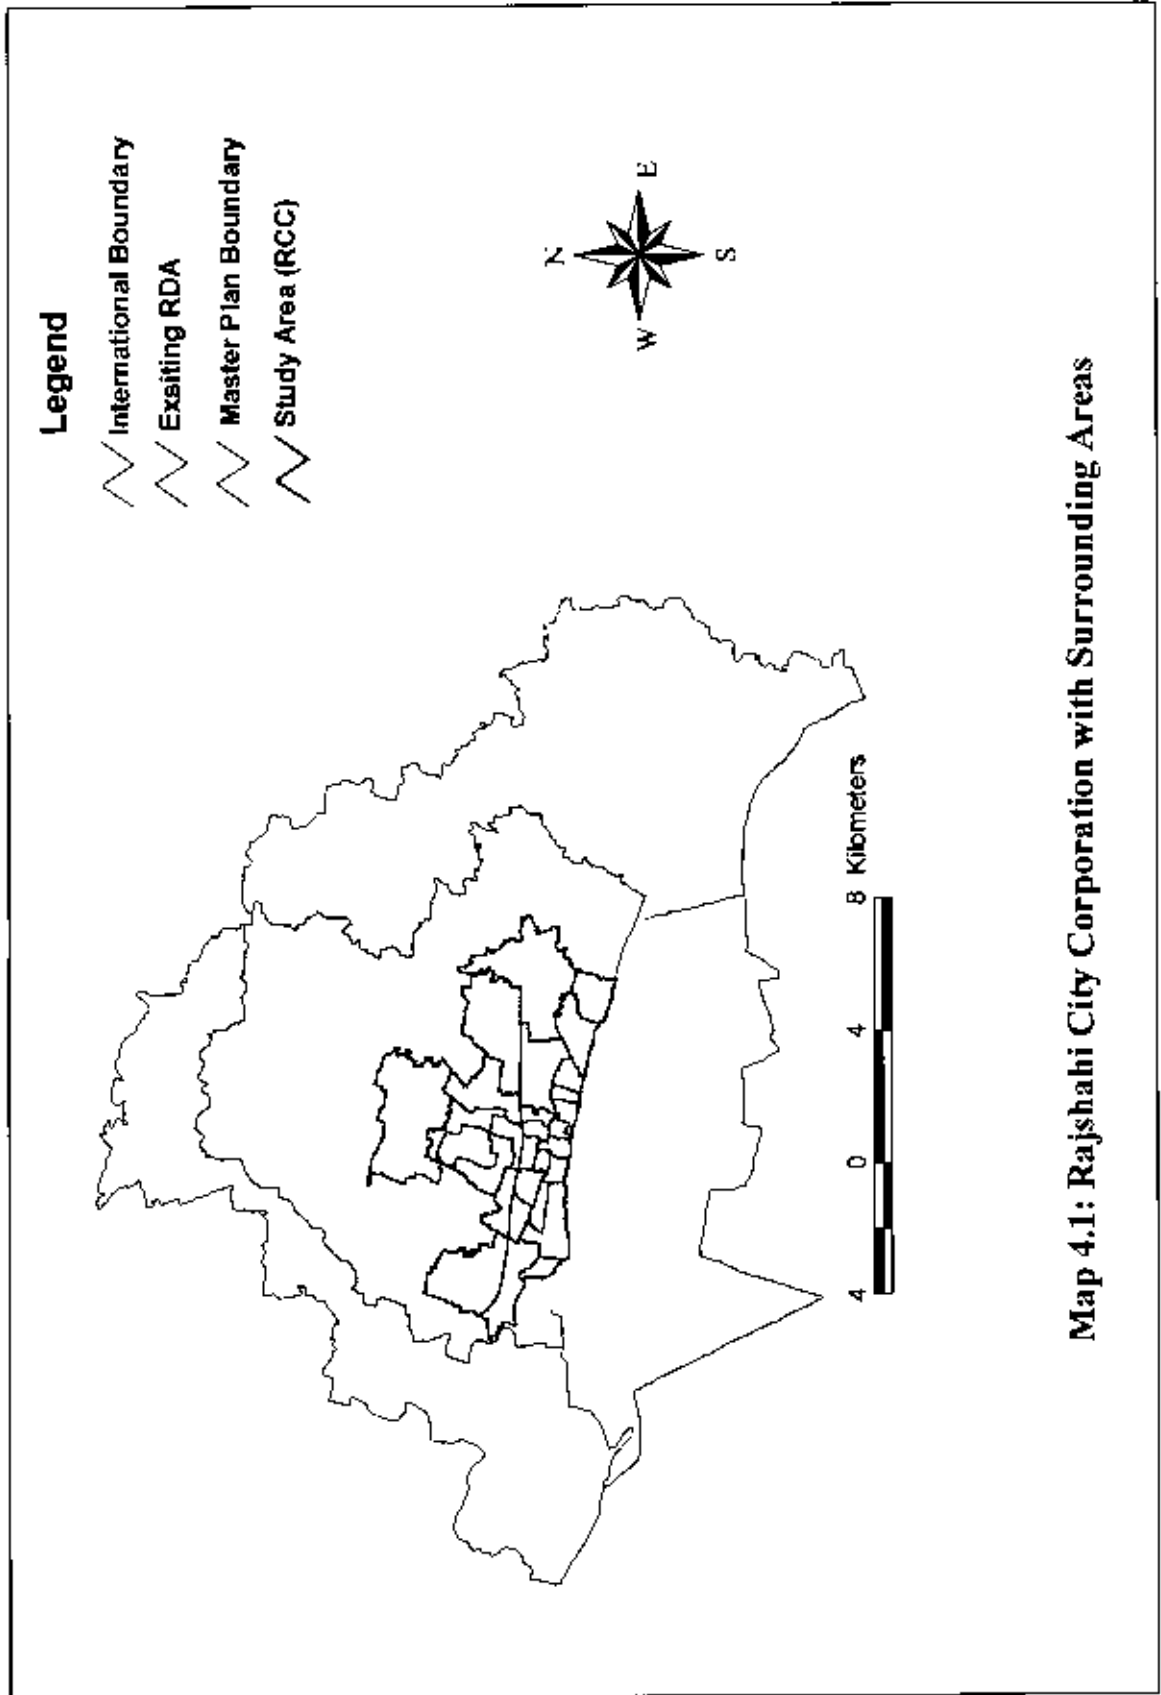 Legend
International Boundary
Exsiting RDA
Master Plan Boundary
Study Area (RCC)
N
W
E
S
4 0 4 8 Kilometers
Map 4.1: Rajshahi City Corporation with Surrounding Areas